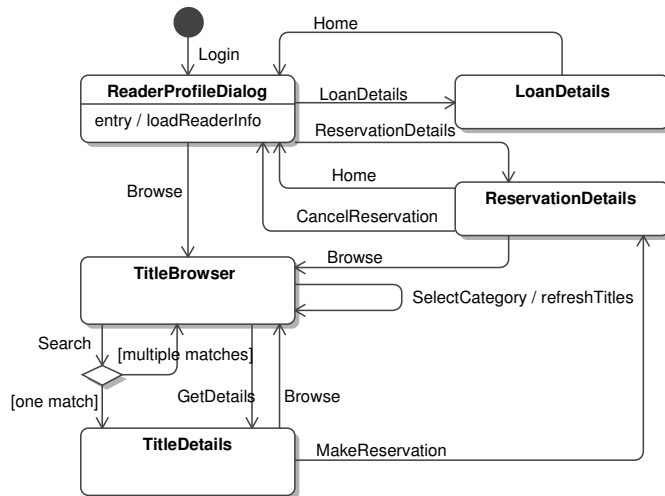 Home
Login
ReaderProfileDialog
LoanDetails
LoanDetails
entry / loadReaderInfo
ReservationDetails
Home
Browse
ReservationDetails
CancelReservation
Browse
TitleBrowser
SelectCategory / refreshTitles
Search
[multiple matches]
GetDetails
Browse
[one match]
TitleDetails
MakeReservation